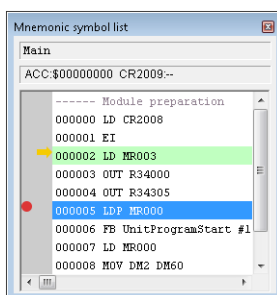 Mnemonic symbol list
Main
ACC:$00000000 CR2009:--
------ Module preparation
000000 LD CR2008
000001 EI
000002 LD MR003
000003 OUT R34000
000004 OUT R34305
000005 LDP MR000
000006 FB UnitProgramStart #1
000007 LD MR000
000008 MOV DM2 DM60